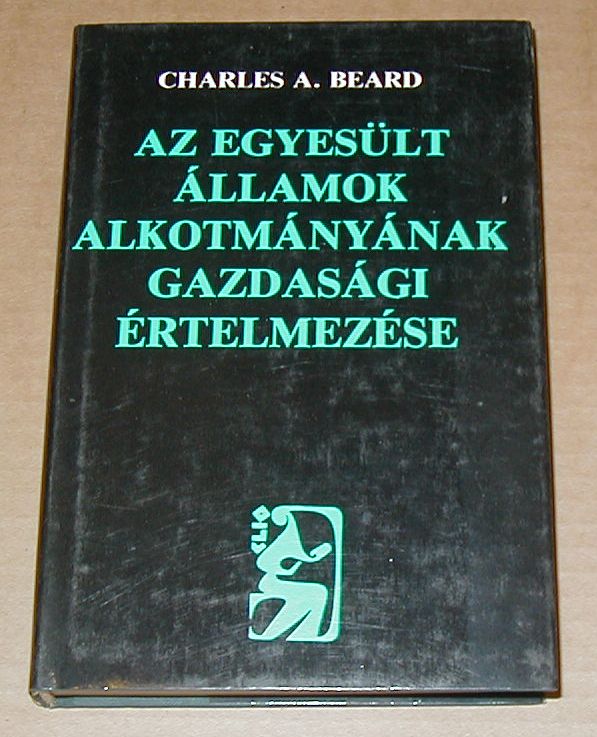 CHARLES A. BEARD
AZ EGYESÜLT
ÁLLAMOK
ALKOTMÁNYÁNAK
GAZDASÁGI
ÉRTELMEZÉSE
CLIO